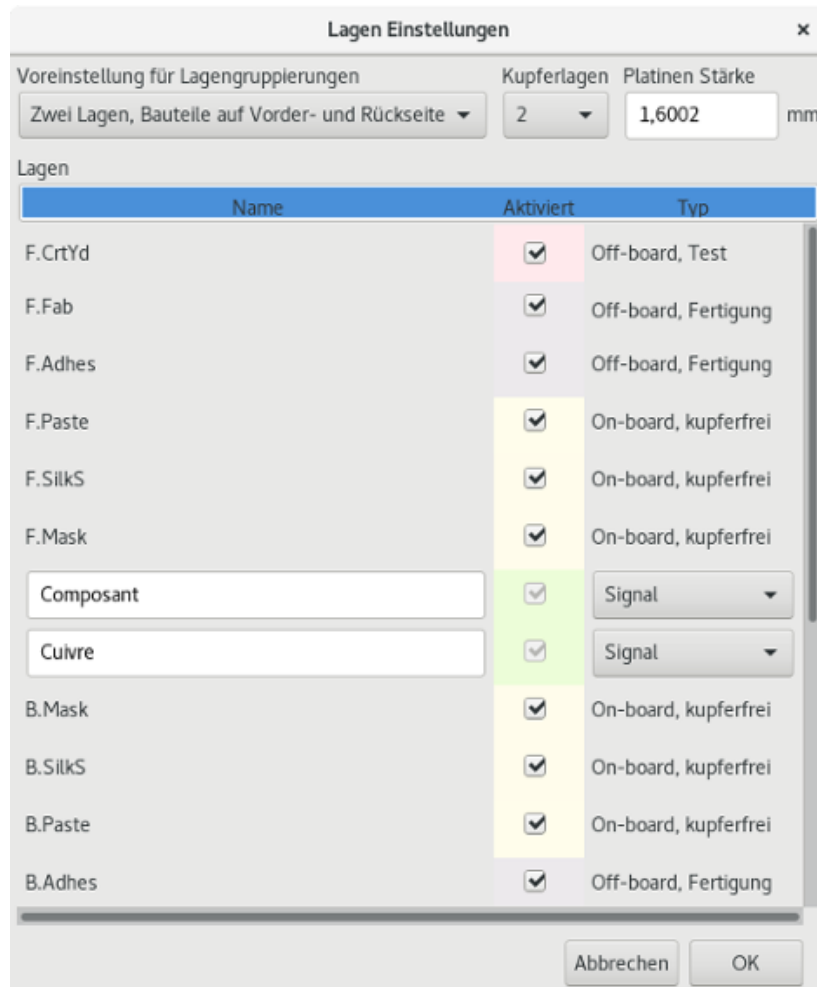 Lagen Einstellungen ×
Voreinstellung für Lagengruppierungen Kupferlagen Platinen Stärke
Zwei Lagen, Bauteile auf Vorder- und Rückseite 2 1,6002 mm
Lagen
Name Aktiviert Typ
F.CrtYd Off-board, Test
F.Fab Off-board, Fertigung
F.Adhes Off-board, Fertigung
F.Paste On-board, kupferfrei
F.SilkS On-board, kupferfrei
F.Mask On-board, kupferfrei
Composant Signal
Cuivre Signal
B.Mask On-board, kupferfrei
B.SilkS On-board, kupferfrei
B.Paste On-board, kupferfrei
B.Adhes Off-board, Fertigung
Abbrechen OK